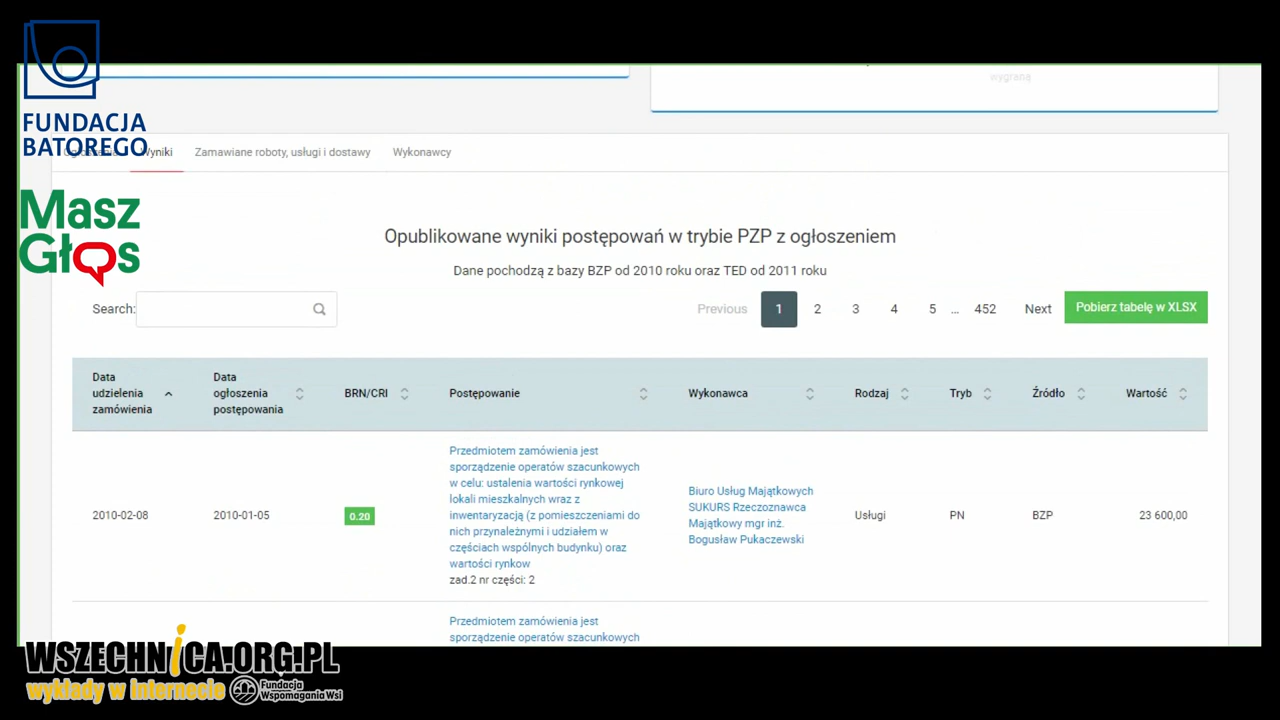 FUNDACJA
BATOREGO
Masz
Głos
wygraną
Wyniki
Zamawiane roboty, usługi i dostawy
Wykonawcy
Opublikowane wyniki postępowań w trybie PZP z ogłoszeniem
Dane pochodzą z bazy BZP od 2010 roku oraz TED od 2011 roku
Search:
Previous 1 2 3 4 5 ... 452 Next
Pobierz tabelę w XLSX
Data
udzielenia
zamówienia
Data
ogłoszenia
postępowania
BRN/CRI
Postępowanie
Wykonawca
Rodzaj
Tryb
Źródło
Wartość
2010-02-08
2010-01-05
0.20
Przedmiotem zamówienia jest
sporządzenie operatów szacunkowych
w celu: ustalenia wartości rynkowej
lokali mieszkalnych wraz z
inwentaryzacją (z pomieszczeniami do
nich przynależnymi i udziałem w
częściach wspólnych budynku) oraz
wartości rynkow
zad.2 nr części: 2
Biuro Usług Majątkowych
SUKURS Rzeczoznawca
Majątkowy mgr inż.
Bogusław Pukaczewski
Usługi
PN
BZP
23 600,00
Przedmiotem zamówienia jest
sporządzenie operatów szacunkowych
WSZECHNICA.ORG.PL
wykłady w internecie
Fundacja
Wspomagania Wsi